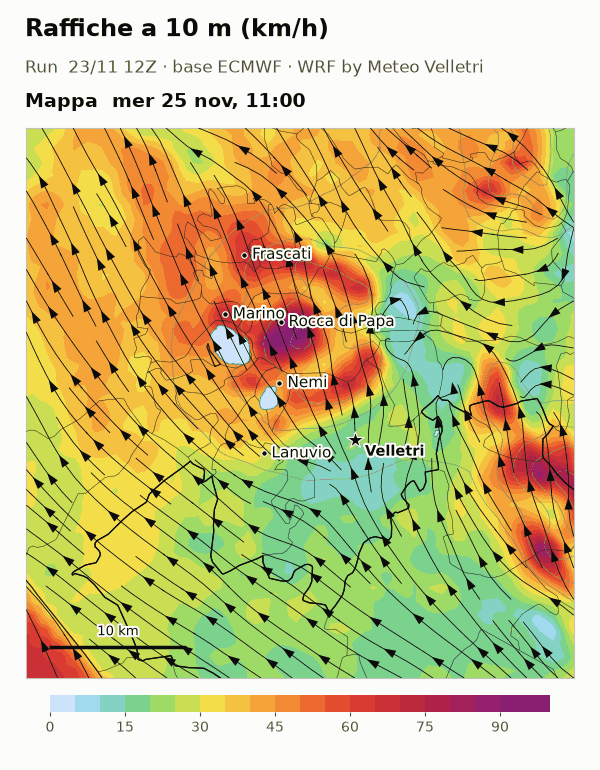 Raffiche a 10 m (km/h)
Run  23/11 12Z · base ECMWF · WRF by Meteo Velletri
Mappa  mer 25 nov, 11:00
Frascati
Marino
Rocca di Papa
Nemi
Velletri
Lanuvio
10 km
0 15 30 45 60 75 90